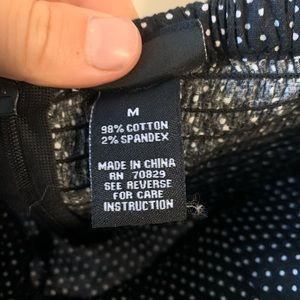 M
98% COTTON
2% SPANDEX
MADE IN CHINA
RN 70829
SEE REVERSE
FOR CARE
INSTRUCTION